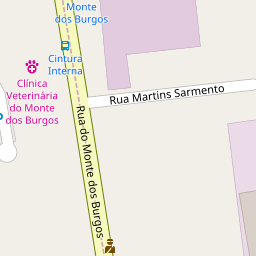 Monte
dos Burgos
Cintura
Interna
Clínica
Veterinária
do Monte
dos Burgos
Rua Martins Sarmento
Rua do Monte dos Burgos